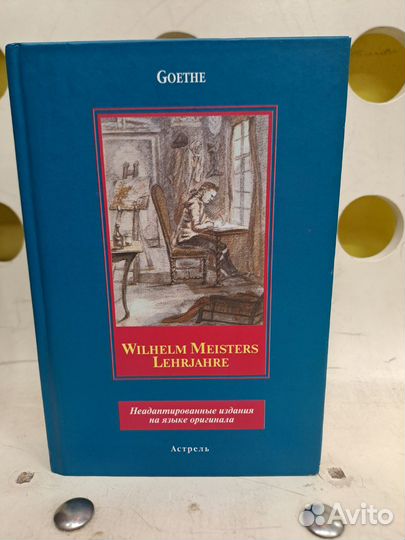 GOETHE
WILHELM MEISTERS
LEHRJAHRE
Неадаптированные издания
на языке оригинала
Астрель
Avito